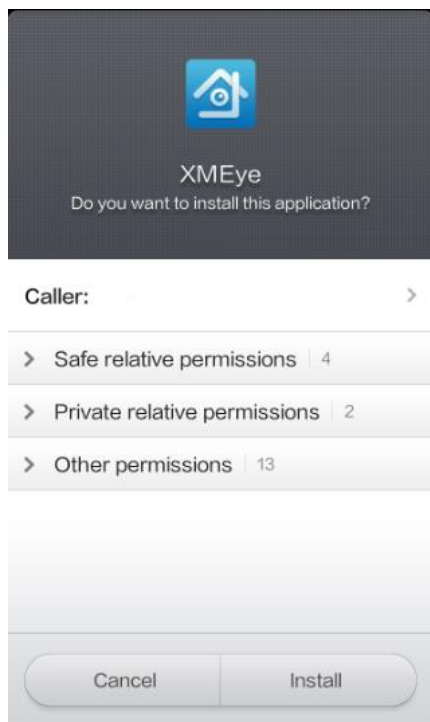 XMEye
Do you want to install this application?
Caller:
Safe relative permissions 4
Private relative permissions 2
Other permissions 13
Cancel Install